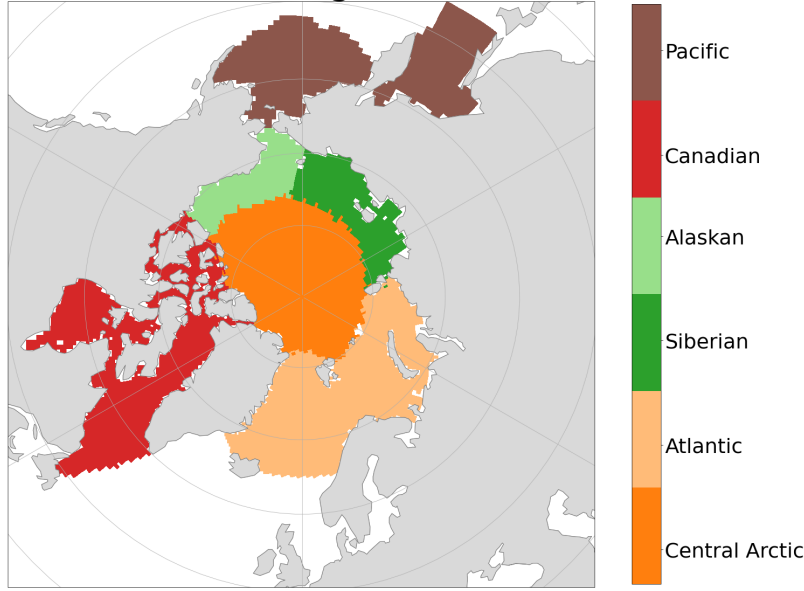 Pacific
Canadian
Alaskan
Siberian
Atlantic
Central Arctic